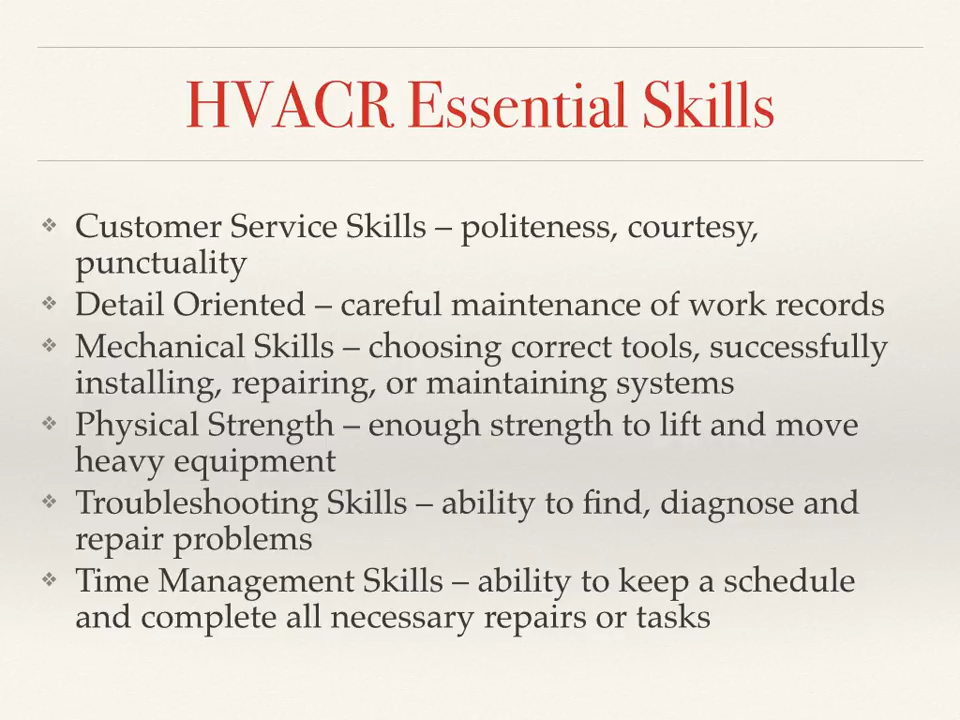 HVACR Essential Skills
❖ Customer Service Skills – politeness, courtesy,
punctuality
❖ Detail Oriented – careful maintenance of work records
❖ Mechanical Skills – choosing correct tools, successfully
installing, repairing, or maintaining systems
❖ Physical Strength – enough strength to lift and move
heavy equipment
❖ Troubleshooting Skills – ability to find, diagnose and
repair problems
❖ Time Management Skills – ability to keep a schedule
and complete all necessary repairs or tasks